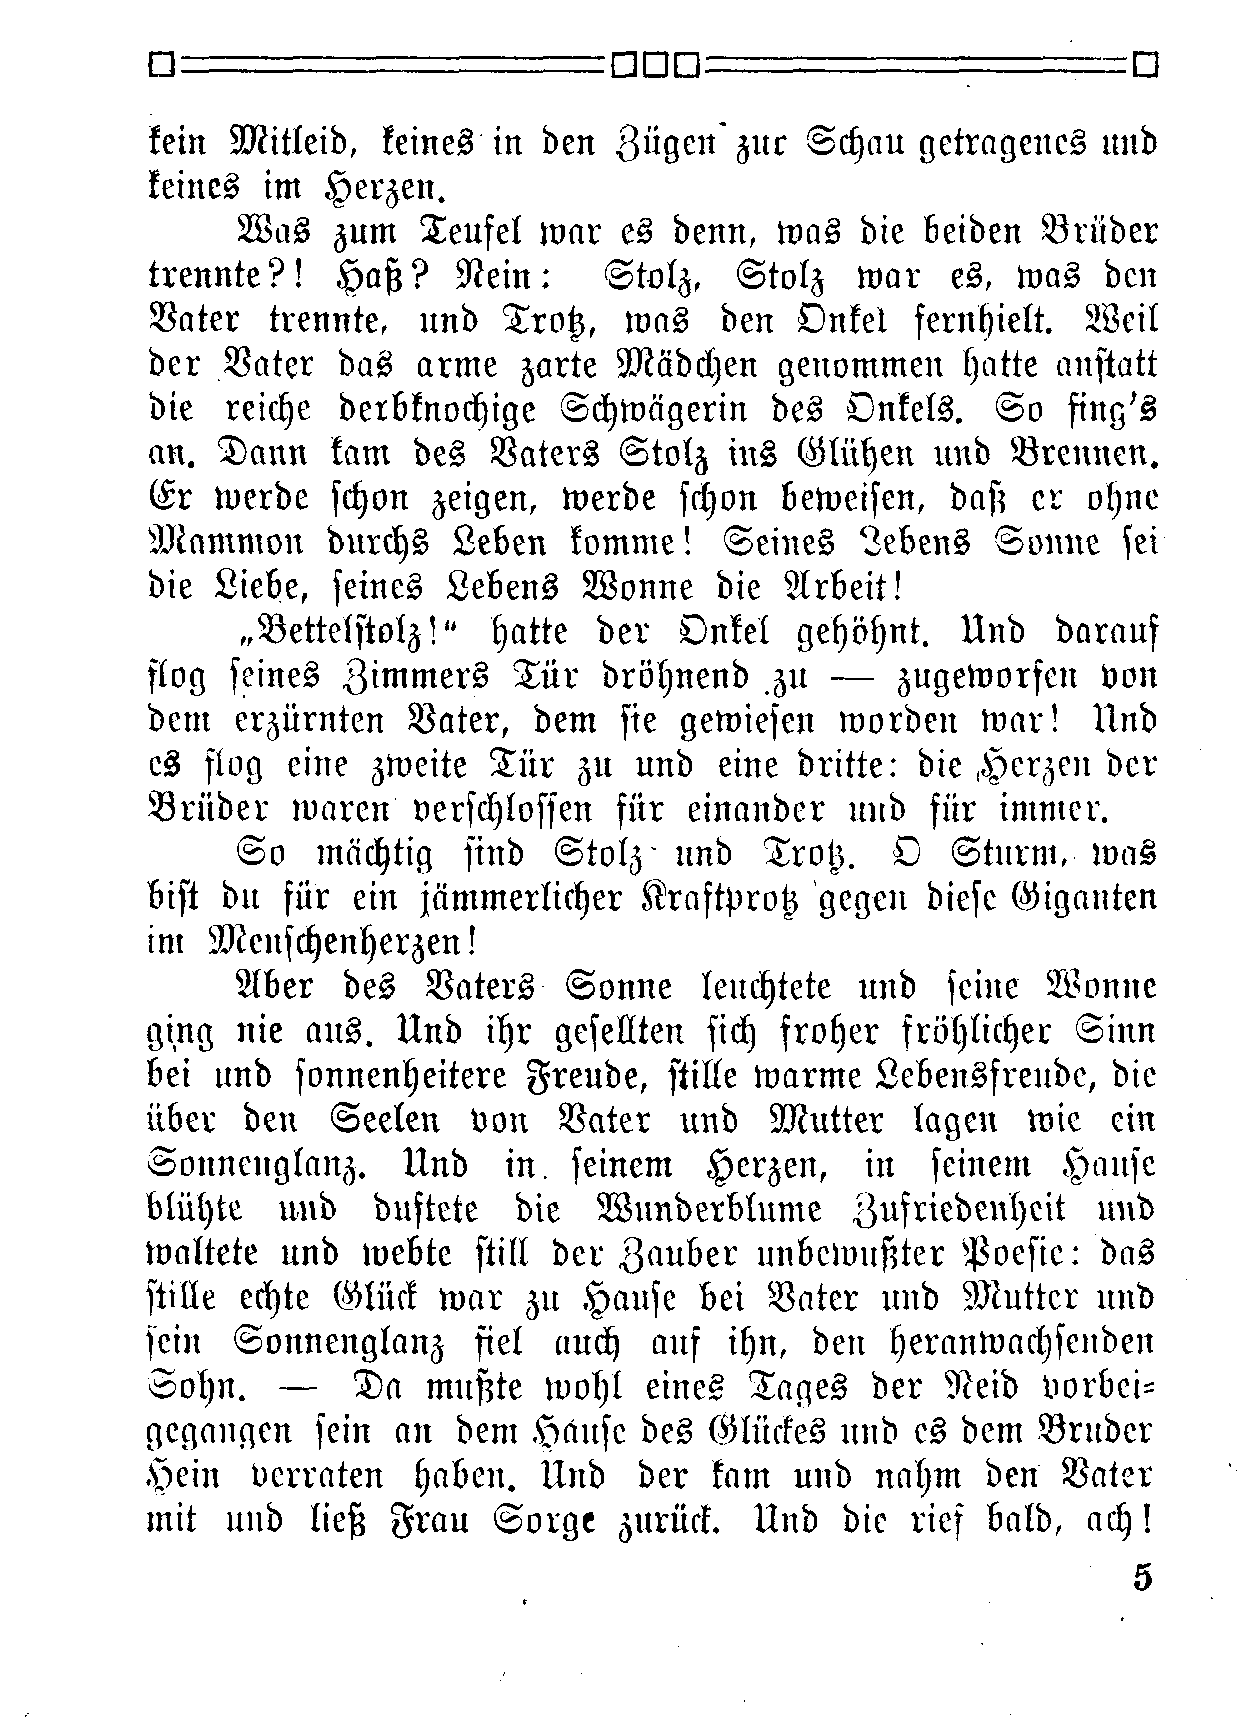 kein Mitleid, keines in den Zügen zur Schau getragenes und
keines im Herzen.
Was zum Teufel war es denn, was die beiden Brüder
trennte?! Haß? Nein: Stolz, Stolz war es, was den
Vater trennte, und Trotz, was den Onkel fernhielt. Weil
der Vater das arme zarte Mädchen genommen hatte anstatt
die reiche derbknochige Schwägerin des Onkels. So fing's
an. Dann kam des Vaters Stolz ins Glühen und Brennen.
Er werde schon zeigen, werde schon beweisen, daß er ohne
Mammon durchs Leben komme! Seines Lebens Sonne sei
die Liebe, seines Lebens Wonne die Arbeit!
„Bettelstolz!“ hatte der Onkel gehöhnt. Und darauf
flog seines Zimmers Tür dröhnend zu — zugeworfen von
dem erzürnten Vater, dem sie gewiesen worden war! Und
es flog eine zweite Tür zu und eine dritte: die Herzen der
Brüder waren verschlossen für einander und für immer.
So mächtig sind Stolz und Trotz. O Sturm, was
bist du für ein jämmerlicher Kraftprotz gegen diese Giganten
im Menschenherzen!
Aber des Vaters Sonne leuchtete und seine Wonne
ging nie aus. Und ihr gesellten sich froher fröhlicher Sinn
bei und sonnenheitere Freude, stille warme Lebensfreude, die
über den Seelen von Vater und Mutter lagen wie ein
Sonnenglanz. Und in seinem Herzen, in seinem Hause
blühte und duftete die Wunderblume Zufriedenheit und
waltete und webte still der Zauber unbewußter Poesie: das
stille echte Glück war zu Hause bei Vater und Mutter und
sein Sonnenglanz fiel auch auf ihn, den heranwachsenden
Sohn. — Da mußte wohl eines Tages der Neid vorbei-
gegangen sein an dem Hause des Glückes und es dem Bruder
Hein verraten haben. Und der kam und nahm den Vater
mit und ließ Frau Sorge zurück. Und die rief bald, ach!
5